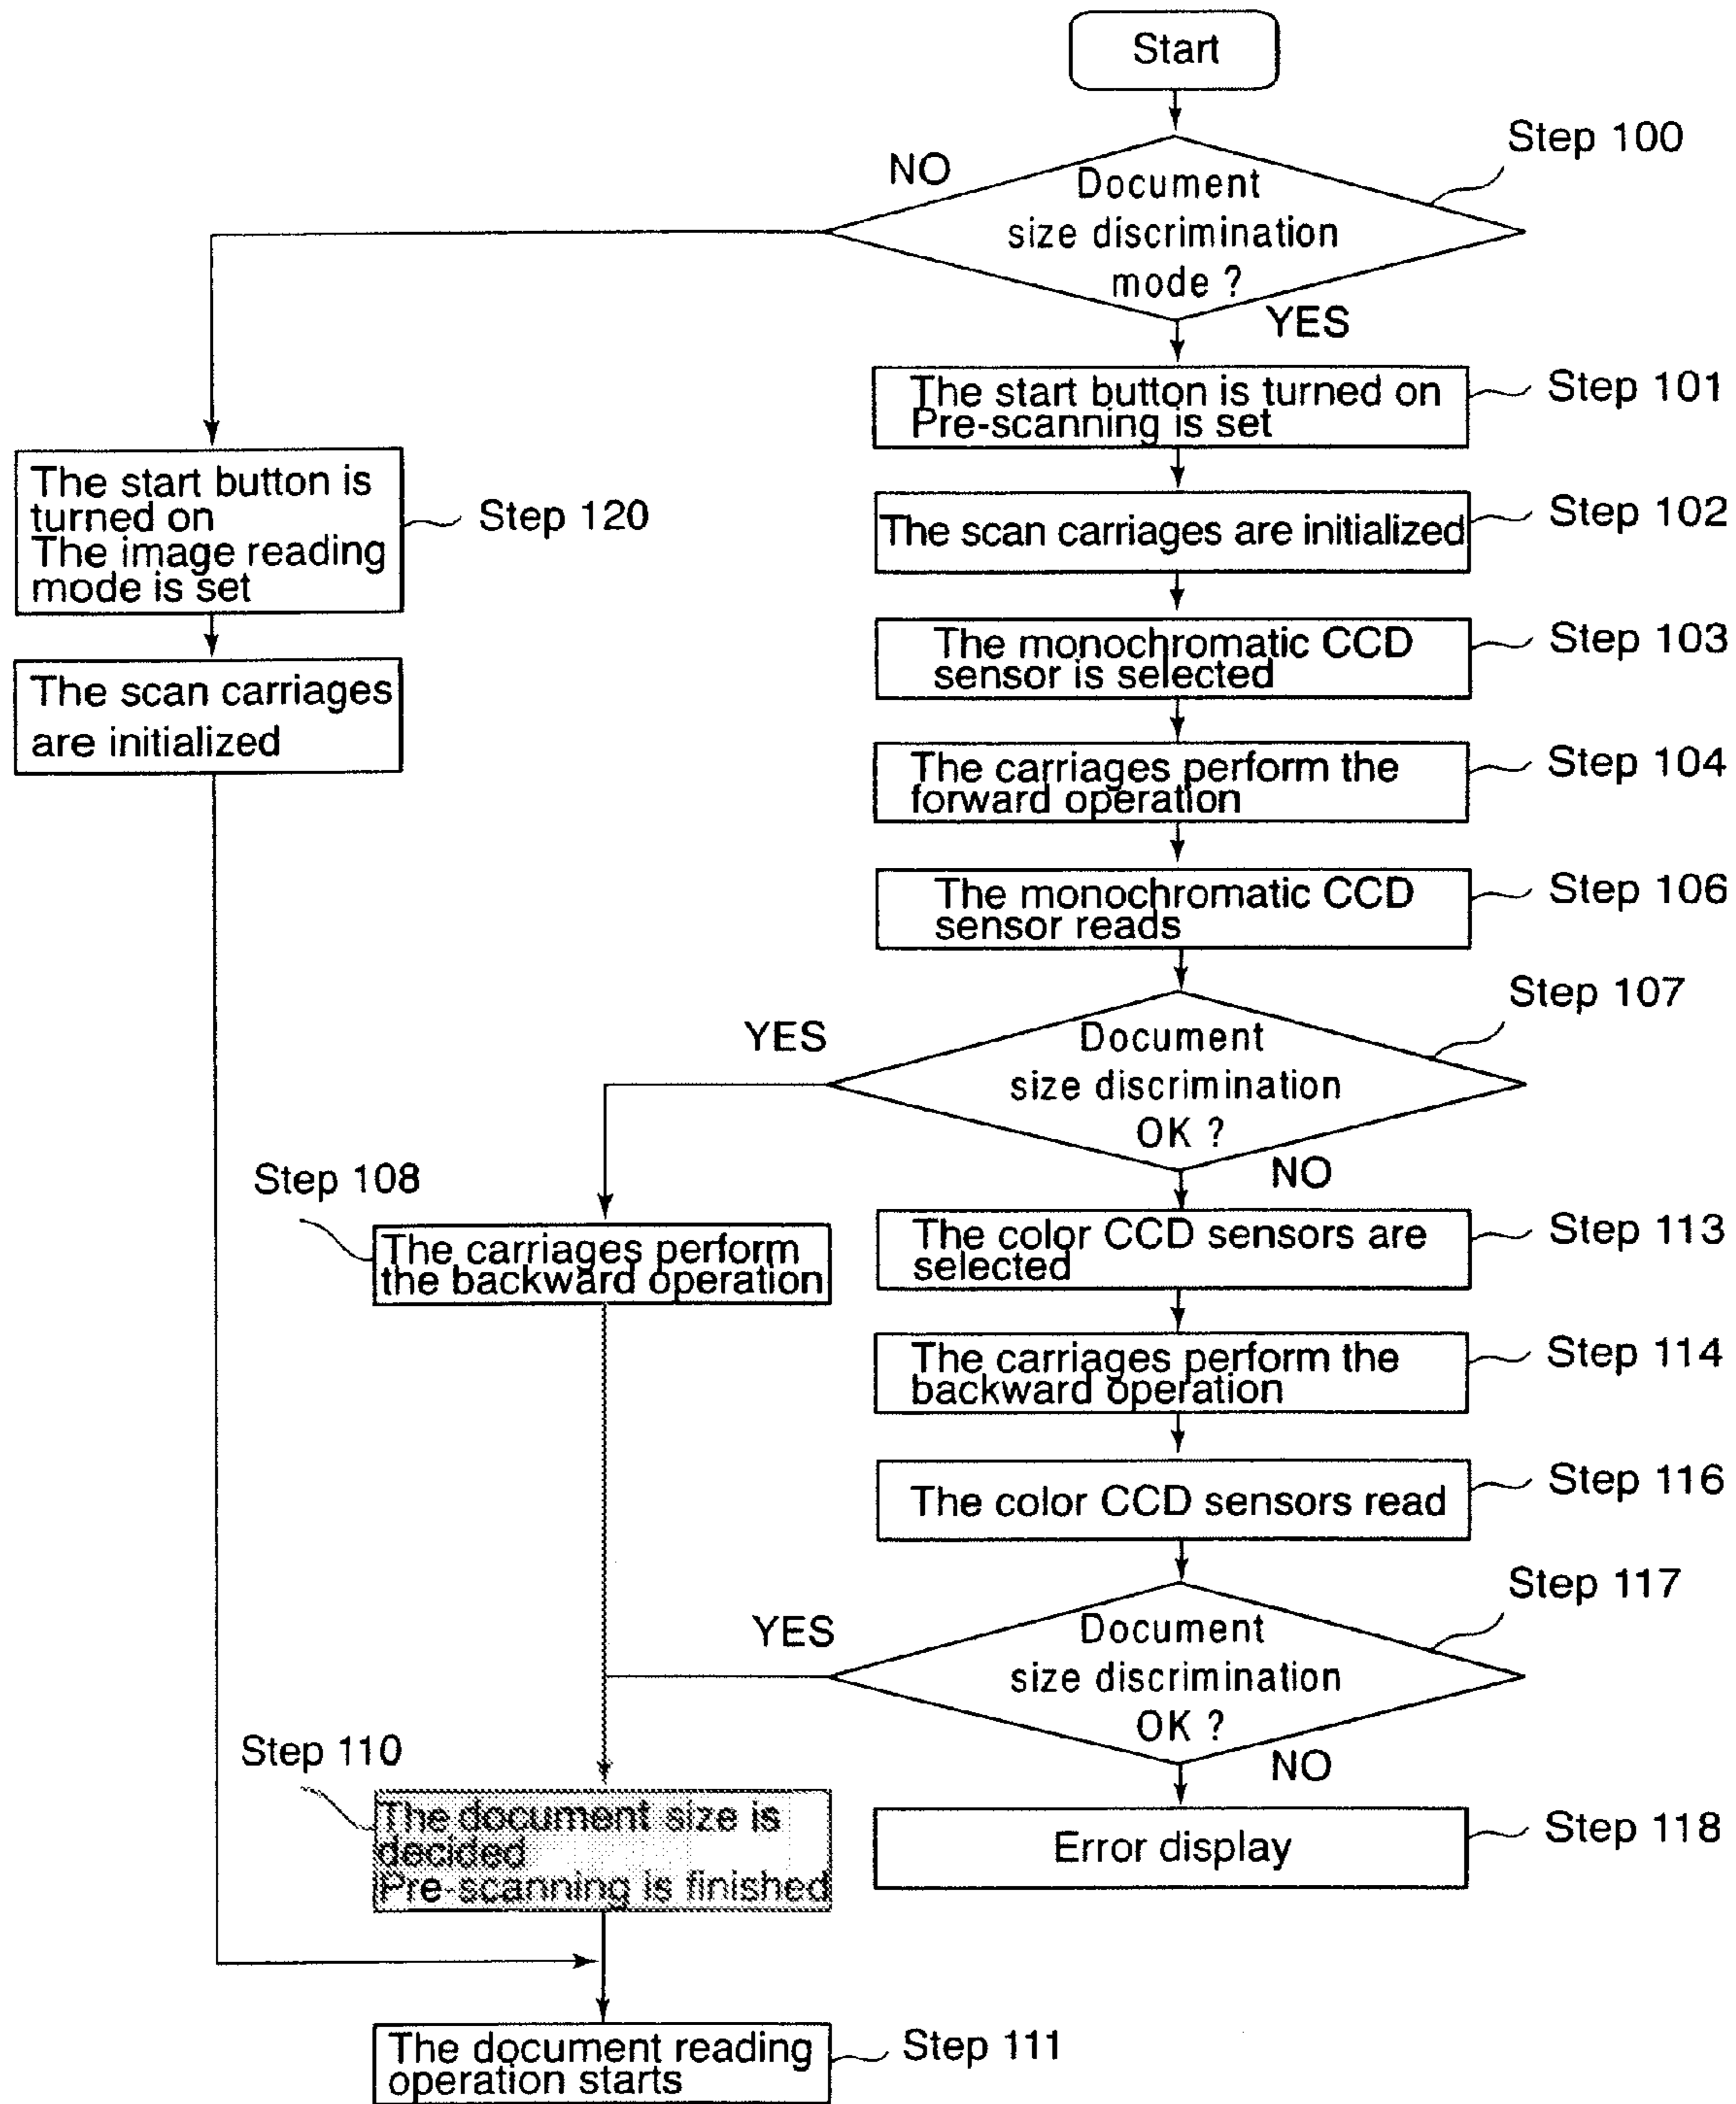 Start
Step 100
NO
Document
size discrimination
mode ?
YES
The start button is turned on
Pre-scanning is set
Step 101
The start button is
turned on
The image reading
mode is set
Step 120
The scan carriages are initialized
Step 102
The monochromatic CCD
sensor is selected
Step 103
The scan carriages
are initialized
The carriages perform the
forward operation
Step 104
The monochromatic CCD
sensor reads
Step 106
Step 107
YES
Document
size discrimination
OK ?
NO
Step 108
The carriages perform
the backward operation
The color CCD sensors are
selected
Step 113
The carriages perform the
backward operation
Step 114
The color CCD sensors read
Step 116
Step 117
YES
Document
size discrimination
OK ?
NO
Step 110
The document size is
decided
Pre-scanning is finished
Error display
Step 118
The document reading
operation starts
Step 111